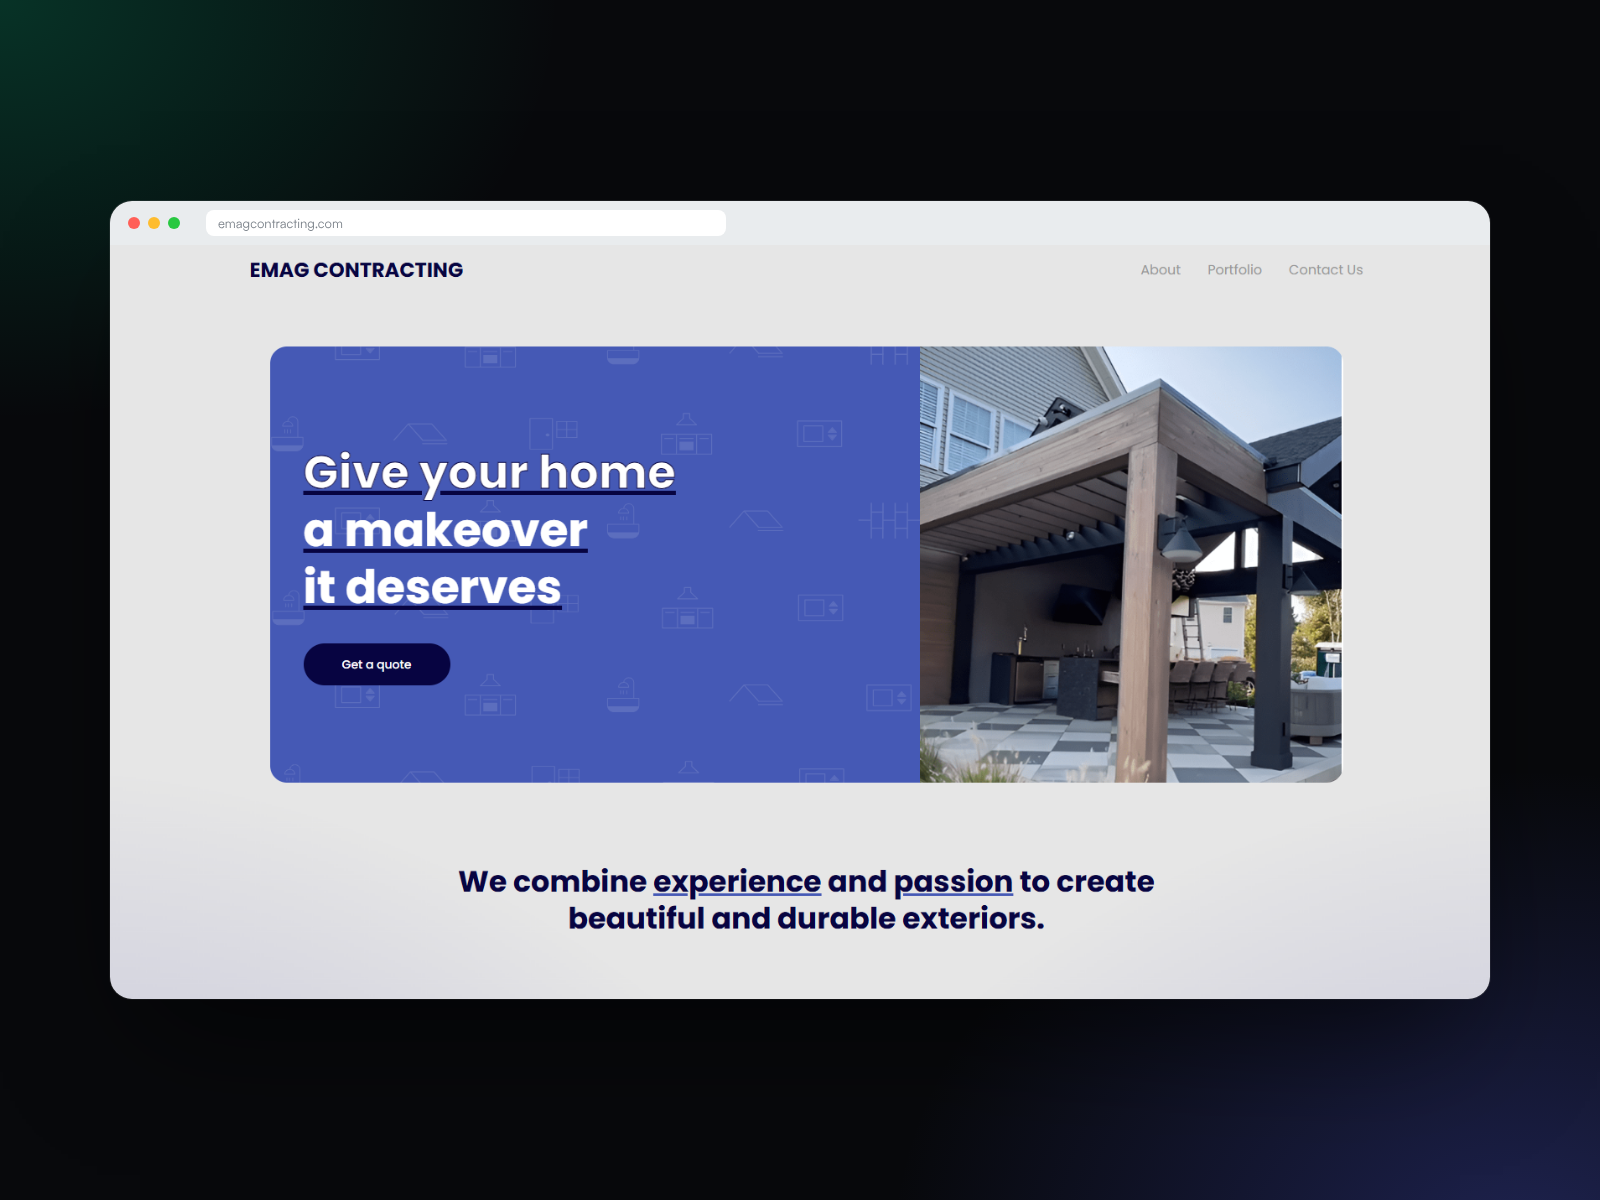 emagcontracting.com
EMAG CONTRACTING
About Portfolio Contact Us
Give your home
a makeover
it deserves
Get a quote
We combine experience and passion to create
beautiful and durable exteriors.